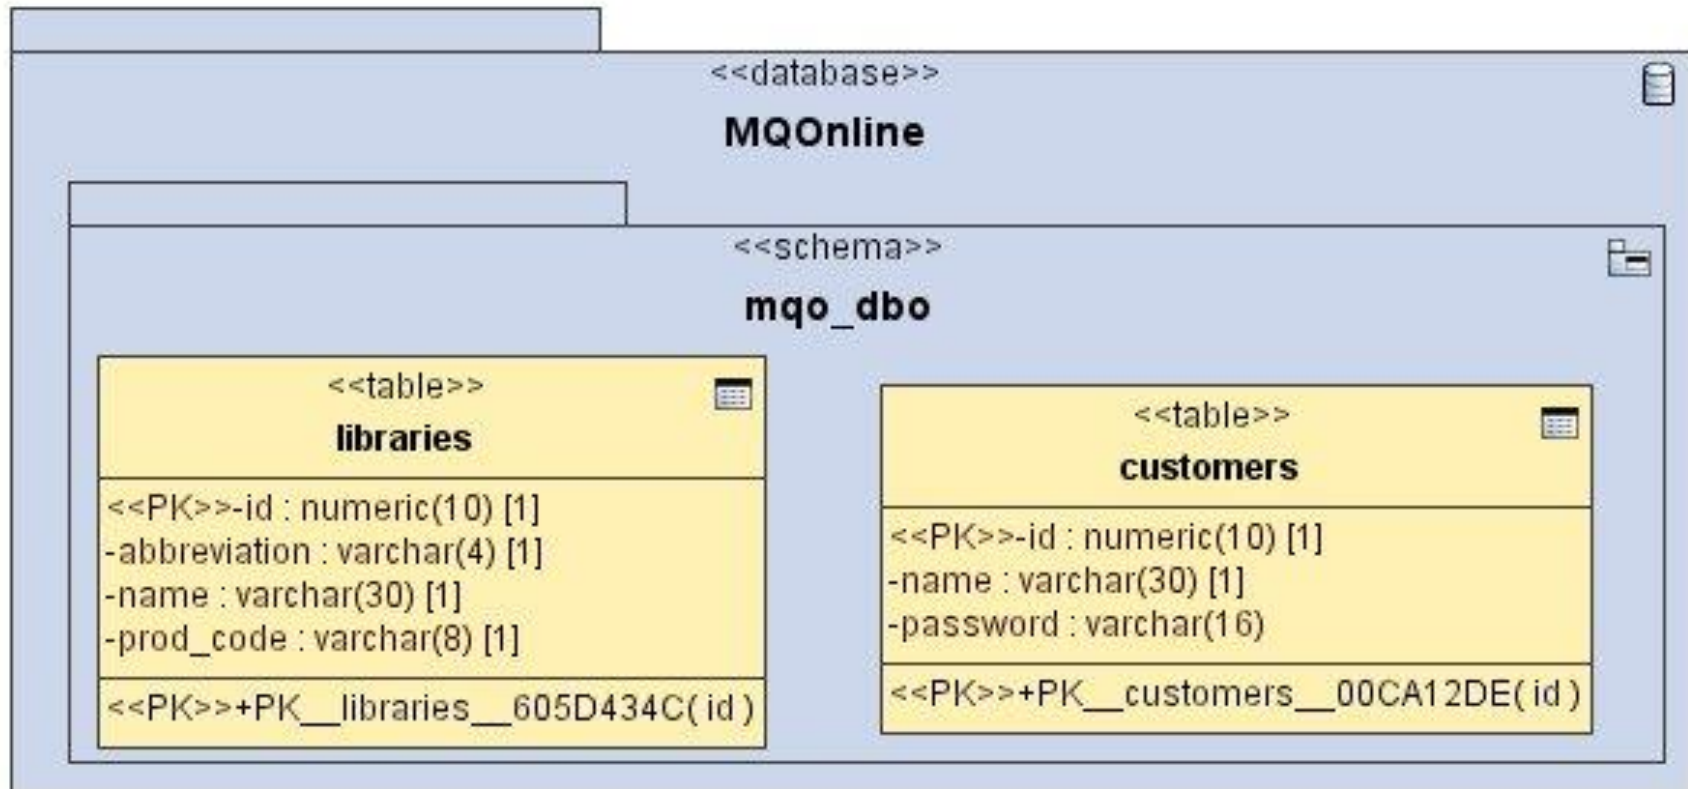 <<database>>
MQOnline
<<schema>>
mqo_dbo
<<table>>
libraries
<<PK>>-id : numeric(10) [1]
-abbreviation : varchar(4) [1]
-name : varchar(30) [1]
-prod_code : varchar(8) [1]
<<PK>>+PK__libraries__605D434C( id )
<<table>>
customers
<<PK>>-id : numeric(10) [1]
-name : varchar(30) [1]
-password : varchar(16)
<<PK>>+PK__customers__00CA12DE( id )